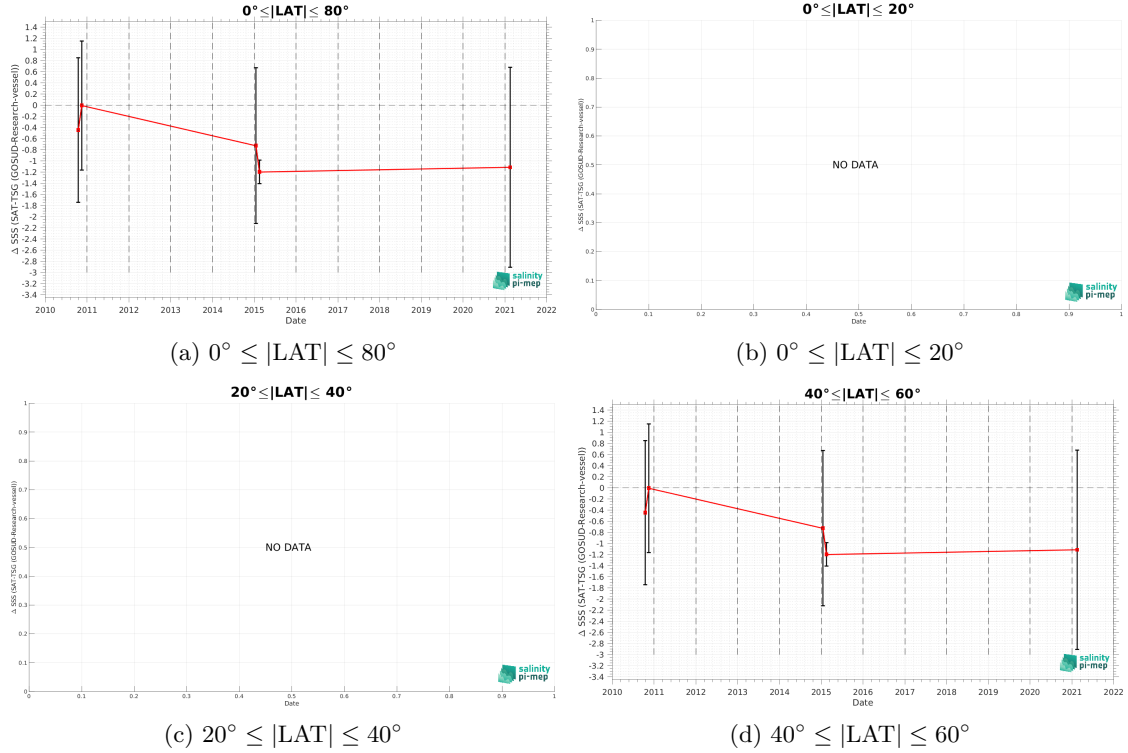 0°≤|LAT|≤ 80°
1.4
1.2
1
0.8
0.6
0.4
0.2
0
-0.2
-0.4
-0.6
-0.8
-1
-1.2
-1.4
-1.6
-1.8
-2
-2.2
-2.4
-2.6
-2.8
-3
-3.2
-3.4
Δ SSS (SAT-TSG (GOSUD-Research-vessel))
2010 2011 2012 2013 2014 2015 2016 2017 2018 2019 2020 2021 2022
Date
salinity
pi-mep
(a) 0° ≤ |LAT| ≤ 80°
0°≤|LAT|≤ 20°
1
0.9
0.8
0.7
0.6
0.5
0.4
0.3
0.2
0.1
0
Δ SSS (SAT-TSG (GOSUD-Research-vessel))
NO DATA
0 0.1 0.2 0.3 0.4 0.5 0.6 0.7 0.8 0.9 1
Date
salinity
pi-mep
(b) 0° ≤ |LAT| ≤ 20°
20°≤|LAT|≤ 40°
1
0.9
0.8
0.7
0.6
0.5
0.4
0.3
0.2
0.1
0
Δ SSS (SAT-TSG (GOSUD-Research-vessel))
NO DATA
0 0.1 0.2 0.3 0.4 0.5 0.6 0.7 0.8 0.9 1
Date
salinity
pi-mep
(c) 20° ≤ |LAT| ≤ 40°
40°≤|LAT|≤ 60°
1.4
1.2
1
0.8
0.6
0.4
0.2
0
-0.2
-0.4
-0.6
-0.8
-1
-1.2
-1.4
-1.6
-1.8
-2
-2.2
-2.4
-2.6
-2.8
-3
-3.2
-3.4
Δ SSS (SAT-TSG (GOSUD-Research-vessel))
2010 2011 2012 2013 2014 2015 2016 2017 2018 2019 2020 2021 2022
Date
salinity
pi-mep
(d) 40° ≤ |LAT| ≤ 60°